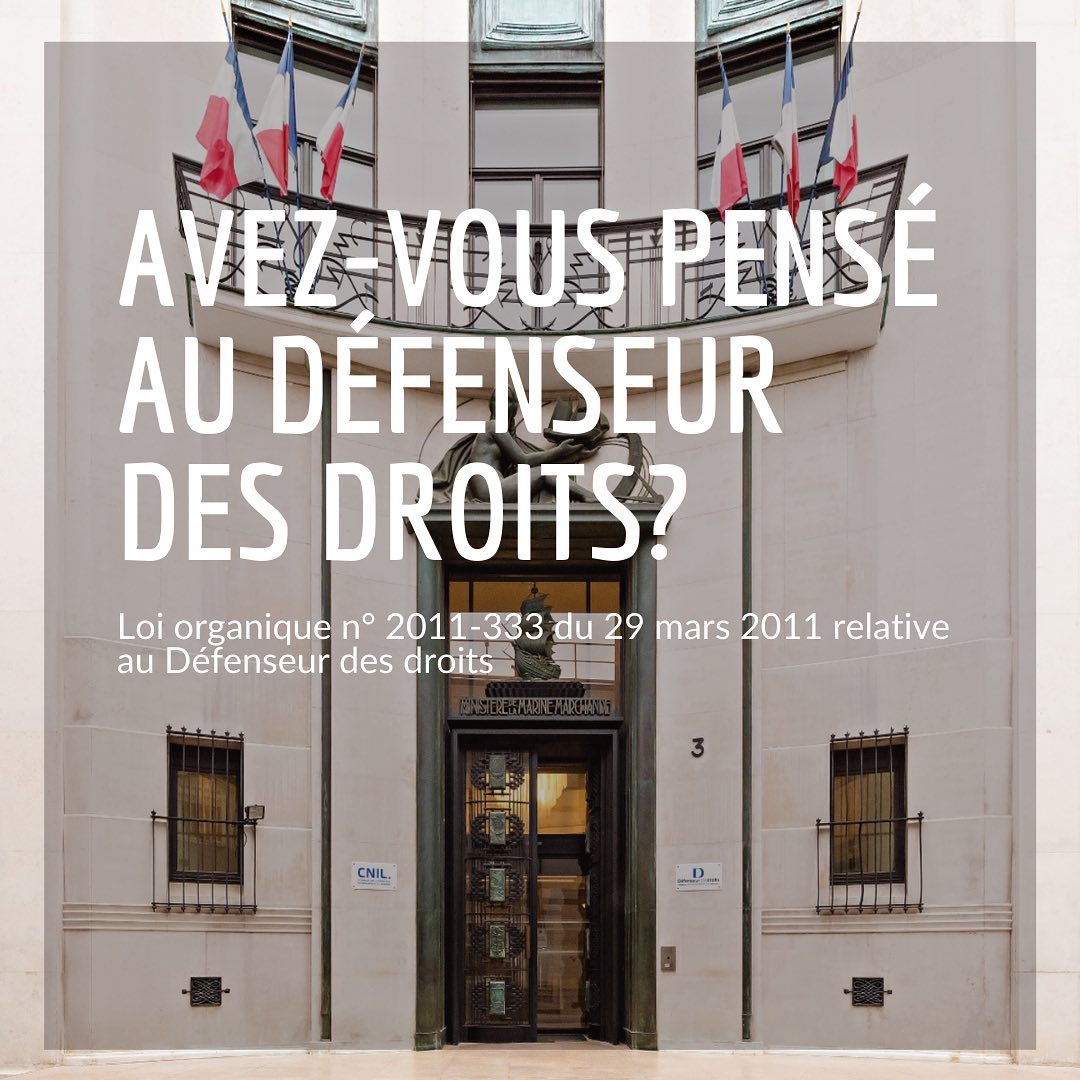 AVEZ-VOUS PENSÉ
AU DÉFENSEUR
DES DROITS?
Loi organique n° 2011-333 du 29 mars 2011 relative
au Défenseur des droits
MINISTERE DE LA MARINE MARCHANDE
3
CNIL.
D
Défenseur des droits